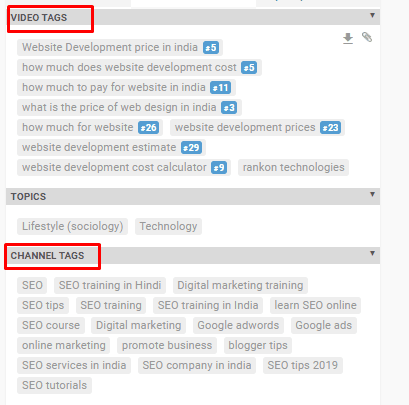 VIDEO TAGS
Website Development price in india #5
how much does website development cost #5
how much to pay for website in india #11
what is the price of web design in india #3
how much for website #26 website development prices #23
website development estimate #29
website development cost calculator #9 rankon technologies
TOPICS
Lifestyle (sociology) Technology
CHANNEL TAGS
SEO SEO training in Hindi Digital marketing training
SEO tips SEO training SEO training in India learn SEO online
SEO course Digital marketing Google adwords Google ads
online marketing promote business blogger tips
SEO services in india SEO company in india SEO tips 2019
SEO tutorials